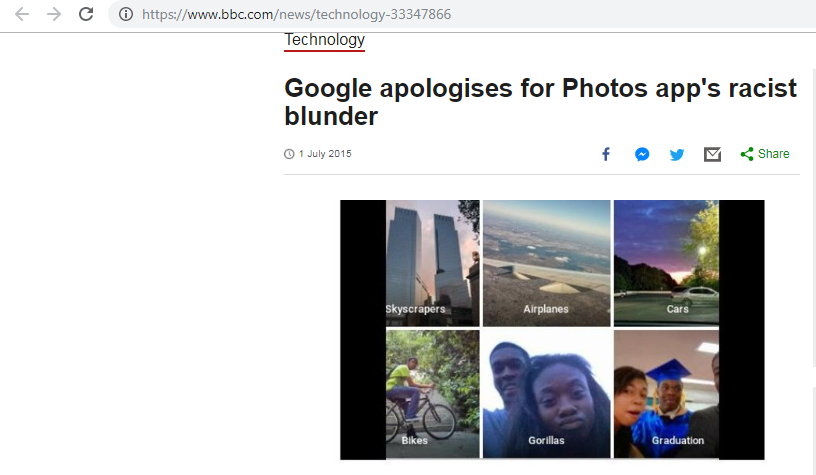 https://www.bbc.com/news/technology-33347866
Technology
Google apologises for Photos app's racist
blunder
1 July 2015
Share
Skyscrapers
Airplanes
Cars
Bikes
Gorillas
Graduation